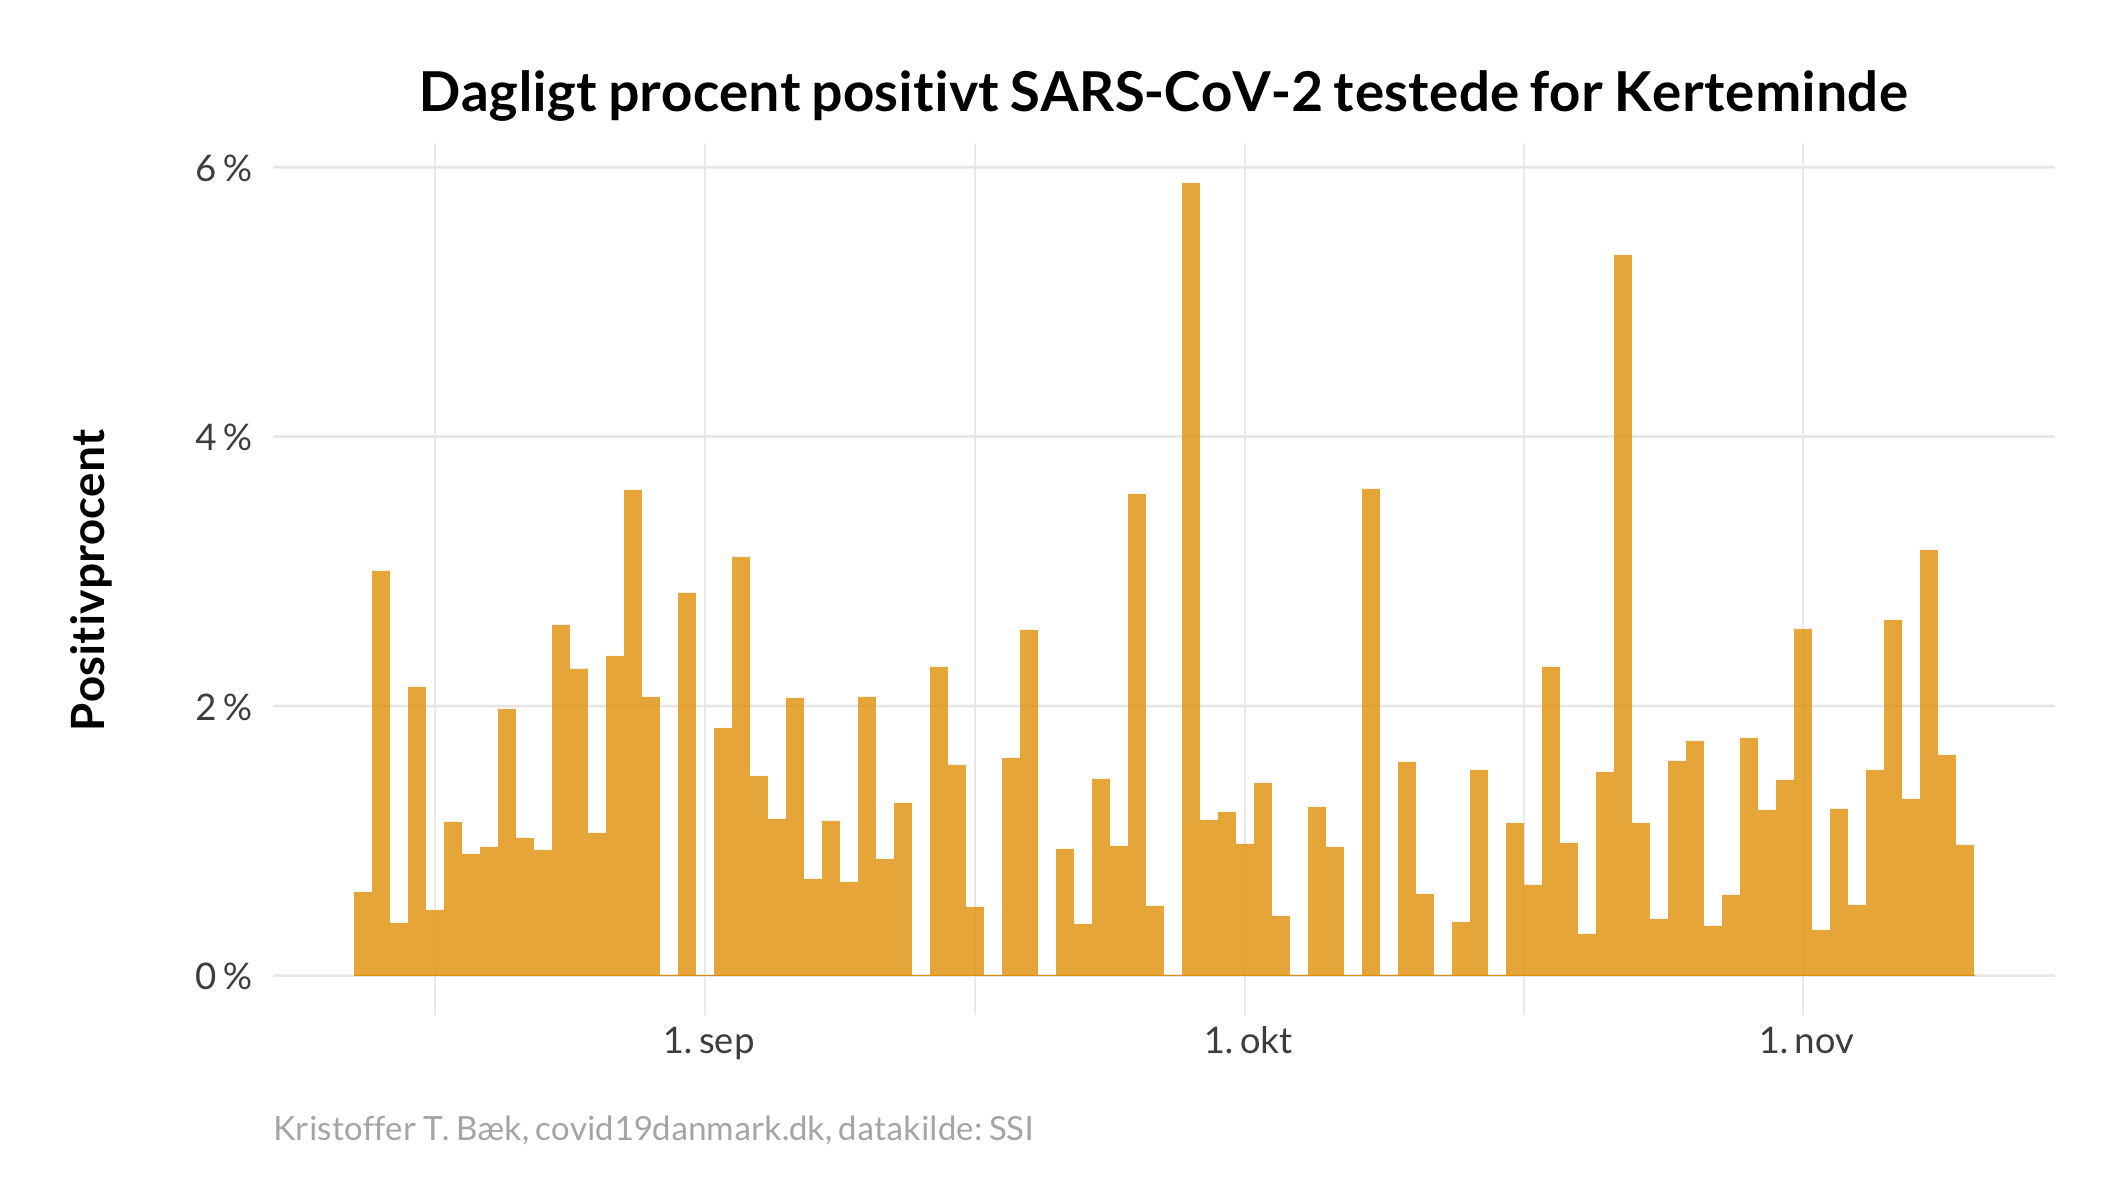 Dagligt procent positivt SARS-CoV-2 testede for Kerteminde
Positivprocent
6 %
4 %
2 %
0 %
1. sep
1. okt
1. nov
Kristoffer T. Bæk, covid19danmark.dk, datakilde: SSI